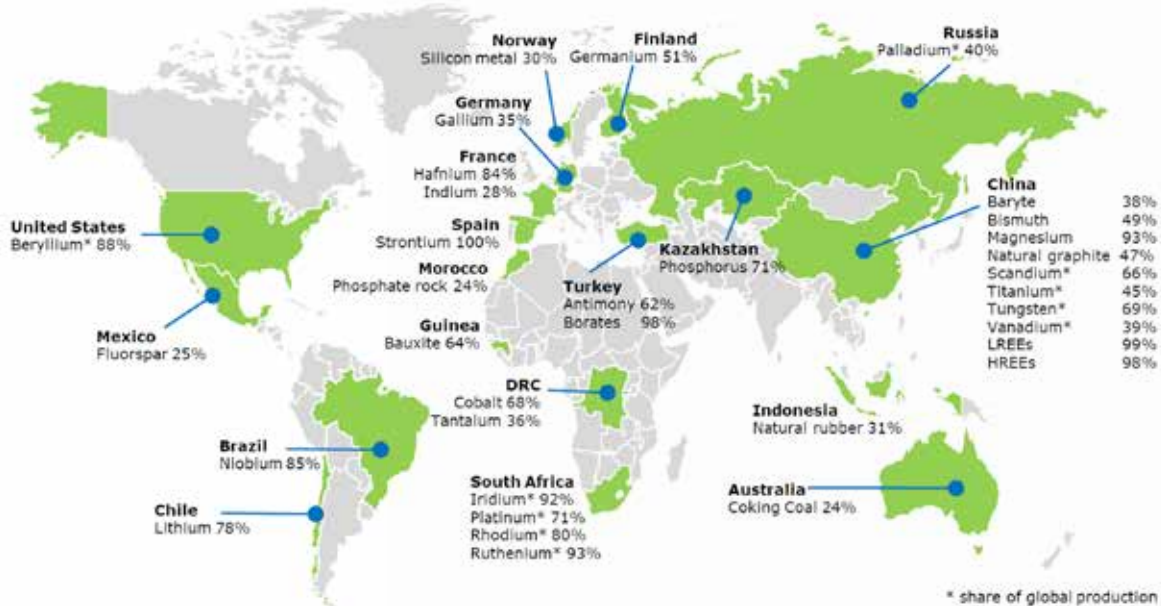 Norway
Silicon metal 30%
Finland
Germanium 51%
Russia
Palladium* 40%
Germany
Gallium 35%
France
Hafnium 84%
Indium 28%
Spain
Strontium 100%
Morocco
Phosphate rock 24%
Guinea
Bauxite 64%
United States
Beryllium* 88%
Mexico
Fluorspar 25%
Kazakhstan
Phosphorus 71%
Turkey
Antimony 62%
Borates 98%
China
Baryte 38%
Bismuth 49%
Magnesium 93%
Natural graphite 47%
Scandium* 66%
Titanium* 45%
Tungsten* 69%
Vanadium* 39%
LREEs 99%
HREEs 98%
DRC
Cobalt 68%
Tantalum 36%
Brazil
Niobium 85%
Chile
Lithium 78%
South Africa
Iridium* 92%
Platinum* 71%
Rhodium* 80%
Ruthenium* 93%
Indonesia
Natural rubber 31%
Australia
Coking Coal 24%
* share of global production